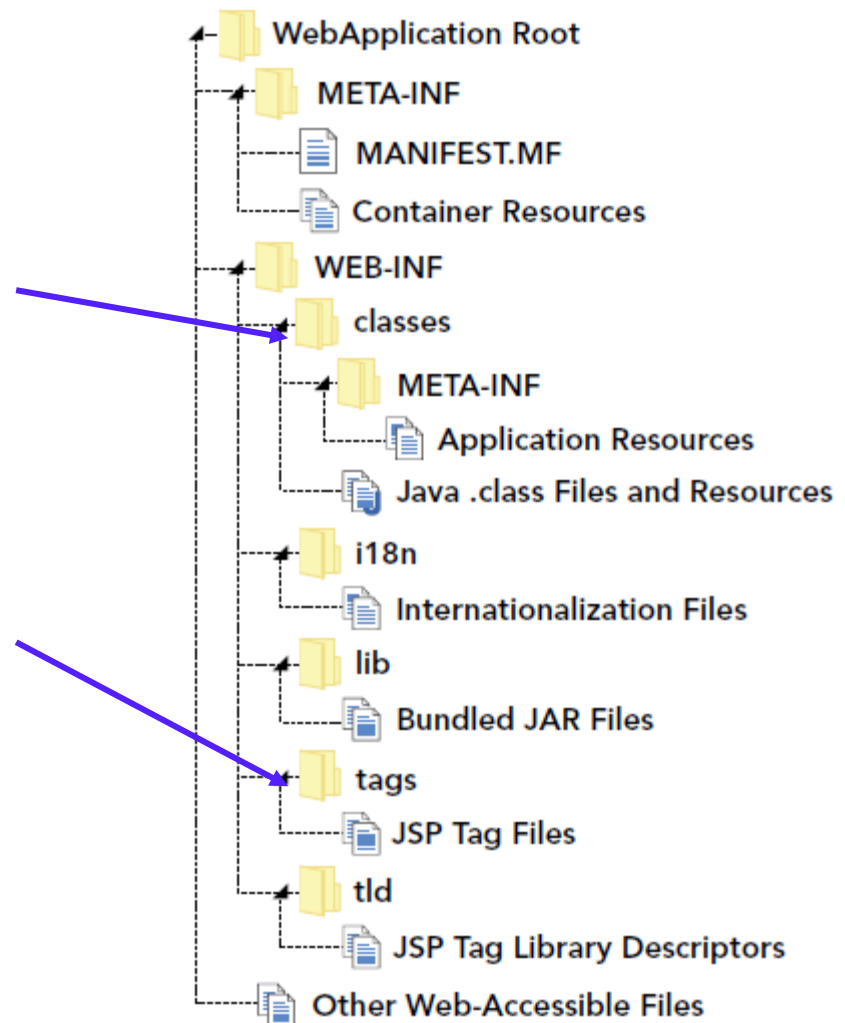 WebApplication Root
META-INF
MANIFEST.MF
Container Resources
WEB-INF
classes
META-INF
Application Resources
Java .class Files and Resources
i18n
Internationalization Files
lib
Bundled JAR Files
tags
JSP Tag Files
tld
JSP Tag Library Descriptors
Other Web-Accessible Files